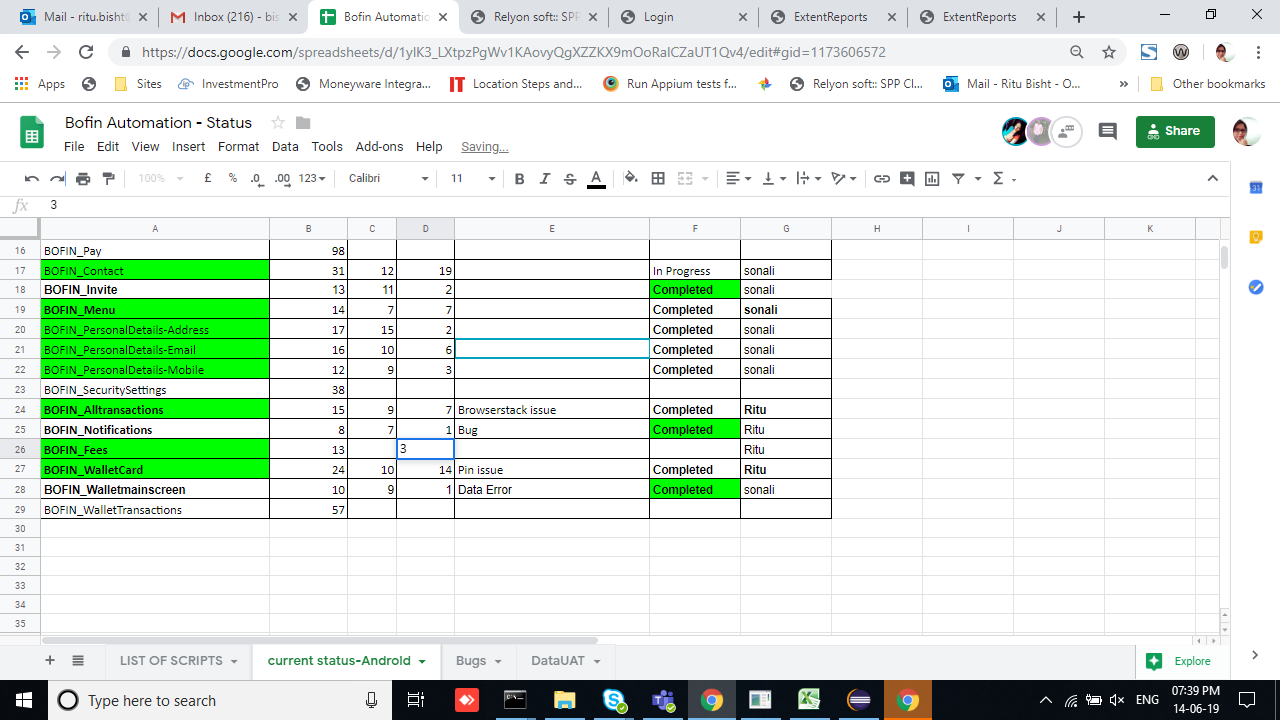 Mail - ritu.bisht@ Inbox (216) - bis Bofin Automatio Relyon soft:: SPP Login ExtentReports ExtentReports
https://docs.google.com/spreadsheets/d/1ylK3_LXtpzPgWv1KAovyQgXZZKX9mOoRalCZaUT1Qv4/edit#gid=1173606572
Apps Sites InvestmentPro Moneyware Integra... Location Steps and... Run Appium tests f... Relyon soft:: SPP Cl... Mail - Ritu Bisht - O... » Other bookmarks
Bofin Automation - Status
File Edit View Insert Format Data Tools Add-ons Help Saving...
Share
100% £ % .0 .00 123 Calibri 11 B I S A Σ
fx 3
A B C D E F G H I J K
16 BOFIN_Pay 98
17 BOFIN_Contact 31 12 19 In Progress sonali
18 BOFIN_Invite 13 11 2 Completed sonali
19 BOFIN_Menu 14 7 7 Completed sonali
20 BOFIN_PersonalDetails-Address 17 15 2 Completed sonali
21 BOFIN_PersonalDetails-Email 16 10 6 Completed sonali
22 BOFIN_PersonalDetails-Mobile 12 9 3 Completed sonali
23 BOFIN_SecuritySettings 38
24 BOFIN_Alltransactions 15 9 7 Browserstack issue Completed Ritu
25 BOFIN_Notifications 8 7 1 Bug Completed Ritu
26 BOFIN_Fees 13 3 Ritu
27 BOFIN_WalletCard 24 10 14 Pin issue Completed Ritu
28 BOFIN_Walletmainscreen 10 9 1 Data Error Completed sonali
29 BOFIN_WalletTransactions 57
30
31
32
33
34
35
LIST OF SCRIPTS current status-Android Bugs DataUAT Explore
Type here to search
ENG
07:39 PM
14-06-19